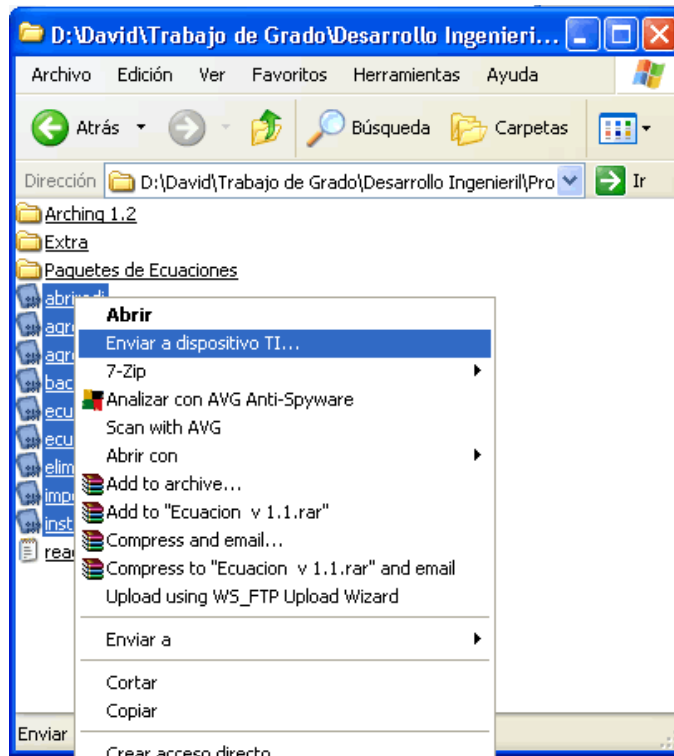 D:\David\Trabajo de Grado\Desarrollo Ingenieri...
Archivo Edición Ver Favoritos Herramientas Ayuda
Atrás Búsqueda Carpetas
Dirección D:\David\Trabajo de Grado\Desarrollo Ingenieril\Pro Ir
Arching 1.2
Extra
Paquetes de Ecuaciones
Abrir
Enviar a dispositivo TI...
7-Zip
Analizar con AVG Anti-Spyware
Scan with AVG
Abrir con
Add to archive...
Add to "Ecuacion v 1.1.rar"
Compress and email...
Compress to "Ecuacion v 1.1.rar" and email
Upload using WS_FTP Upload Wizard
Enviar a
Cortar
Copiar
Enviar
Crear acceso directo